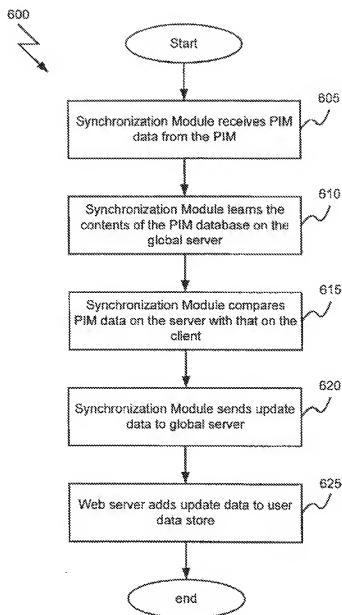 600
Start
605
Synchronization Module receives PIM
data from the PIM
610
Synchronization Module learns the
contents of the PIM database on the
global server
615
Synchronization Module compares
PIM data on the server with that on the
client
620
Synchronization Module sends update
data to global server
625
Web server adds update data to user
data store
end